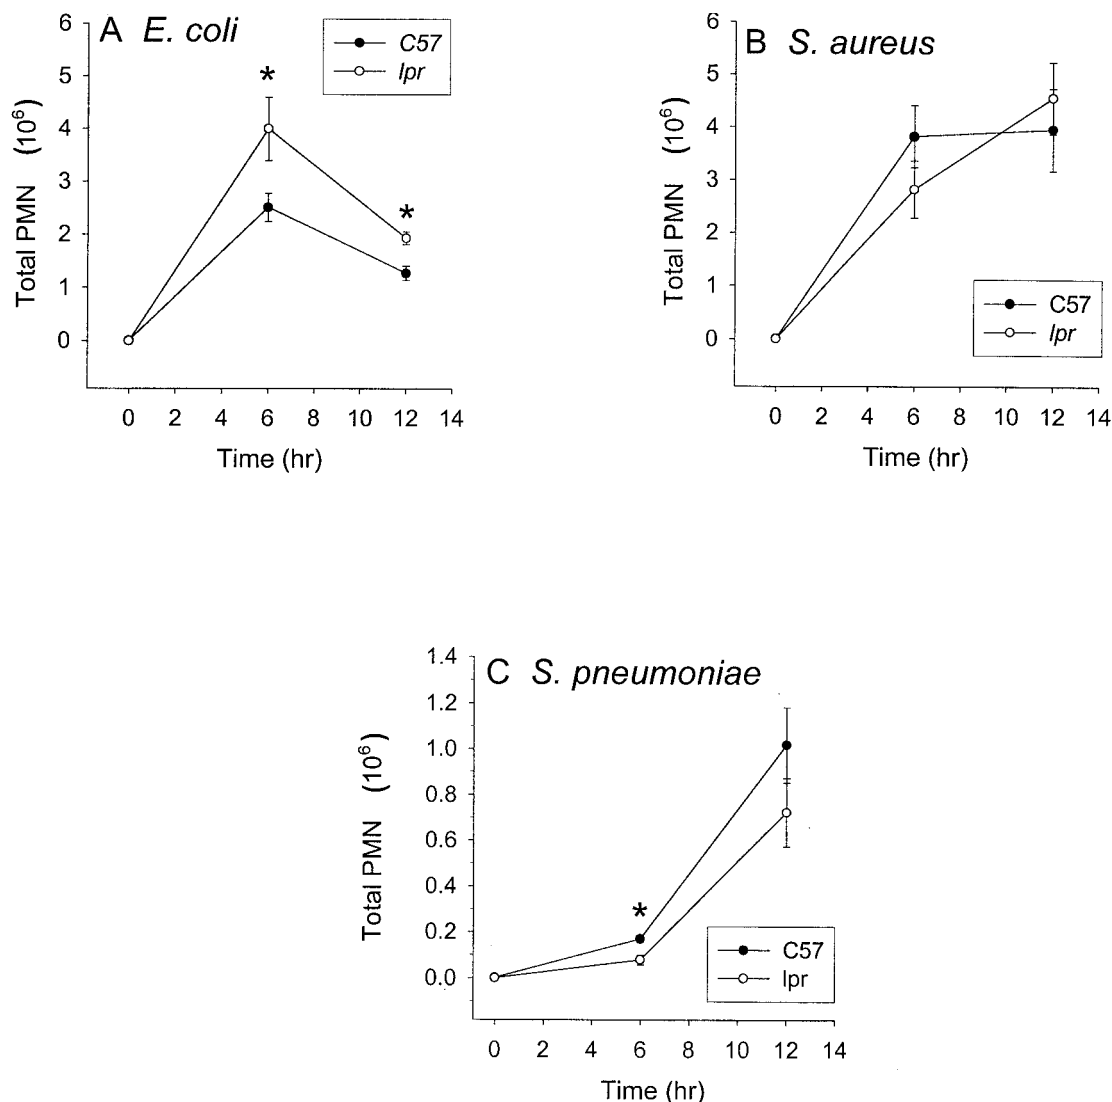 A E. coli
C57
lpr
*
*
6
5
4
3
2
1
0
Total PMN (10⁶)
0 2 4 6 8 10 12 14
Time (hr)
B S. aureus
6
5
4
3
2
1
0
Total PMN (10⁶)
C57
lpr
0 2 4 6 8 10 12 14
Time (hr)
C S. pneumoniae
1.4
1.2
1.0
0.8
0.6
0.4
0.2
0.0
Total PMN (10⁶)
*
C57
lpr
0 2 4 6 8 10 12 14
Time (hr)